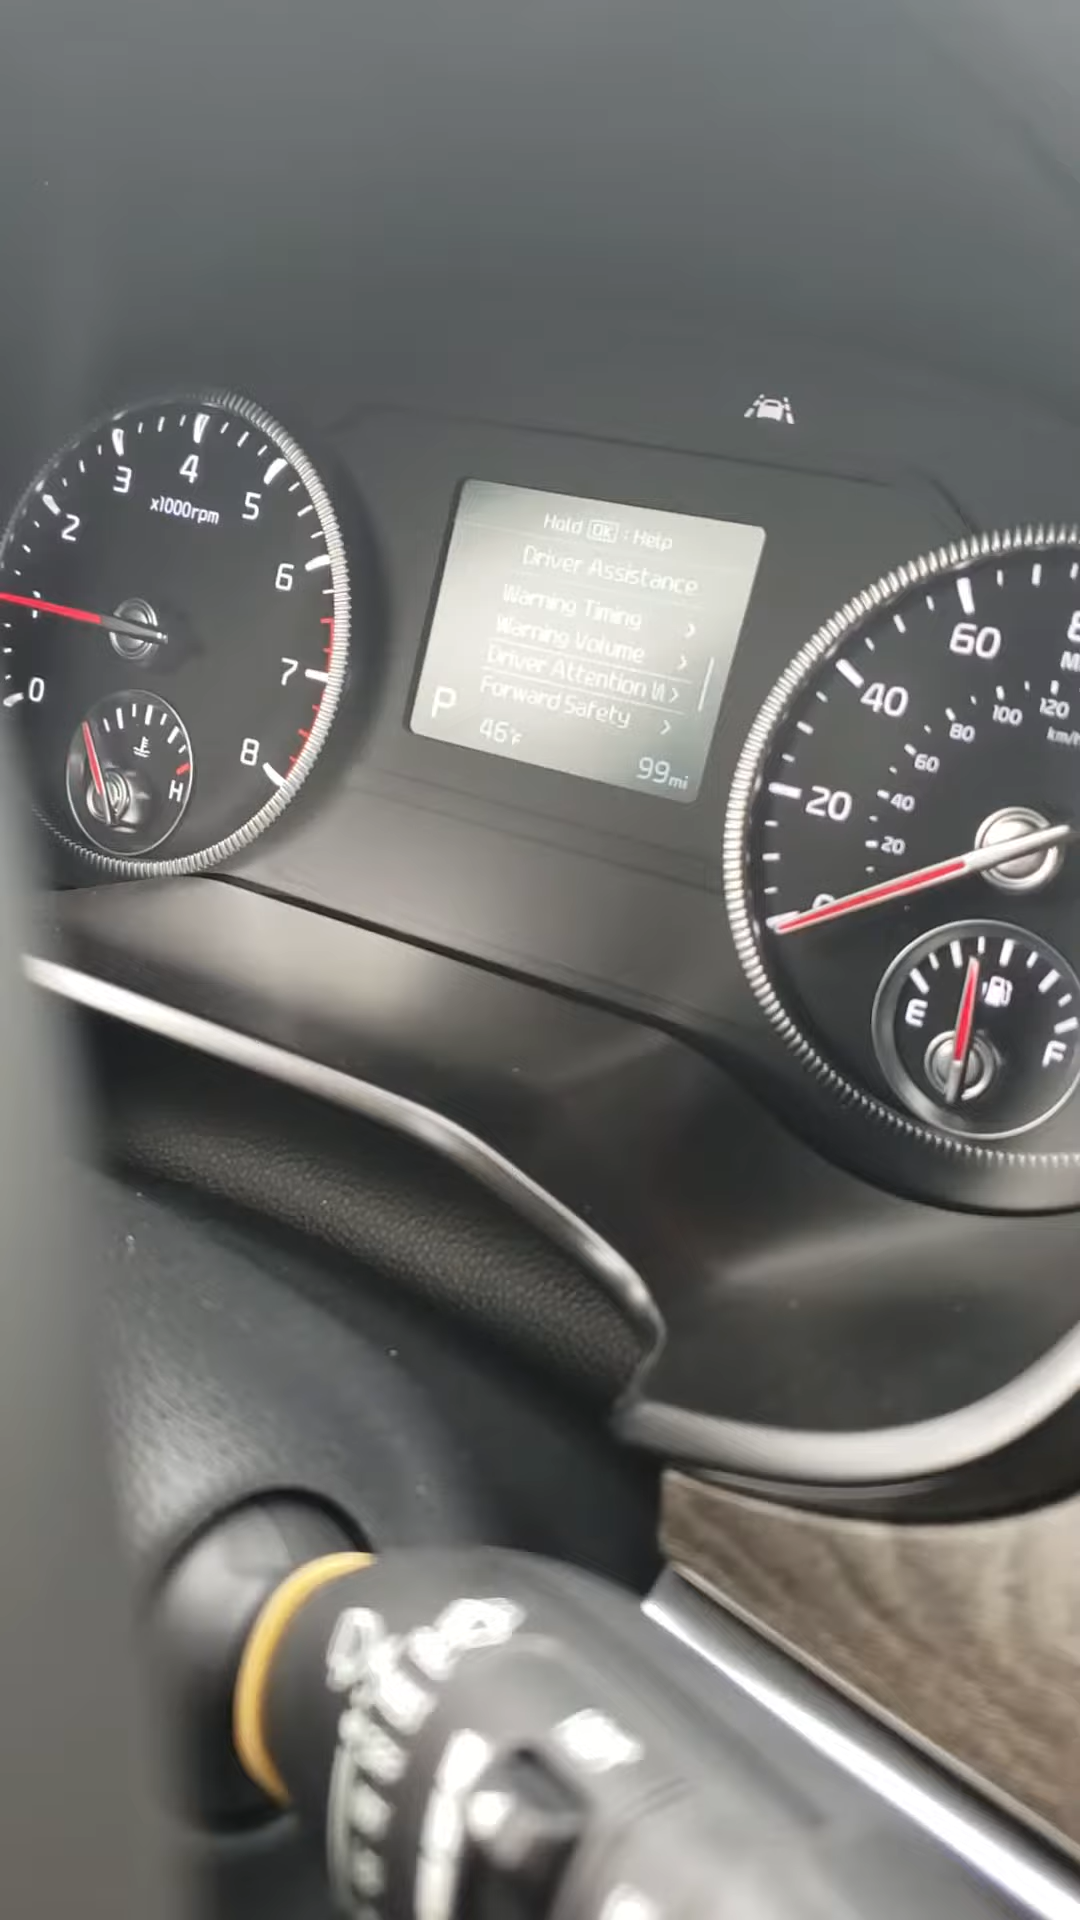 0
2
3
4
5
6
7
8
x1000rpm
H
Hold OK : Help
Driver Assistance
Warning Timing >
Warning Volume >
Driver Attention W >
Forward Safety >
P
46°F
99mi
20
40
60
20
40
60
80
100
120
km/h
E
F